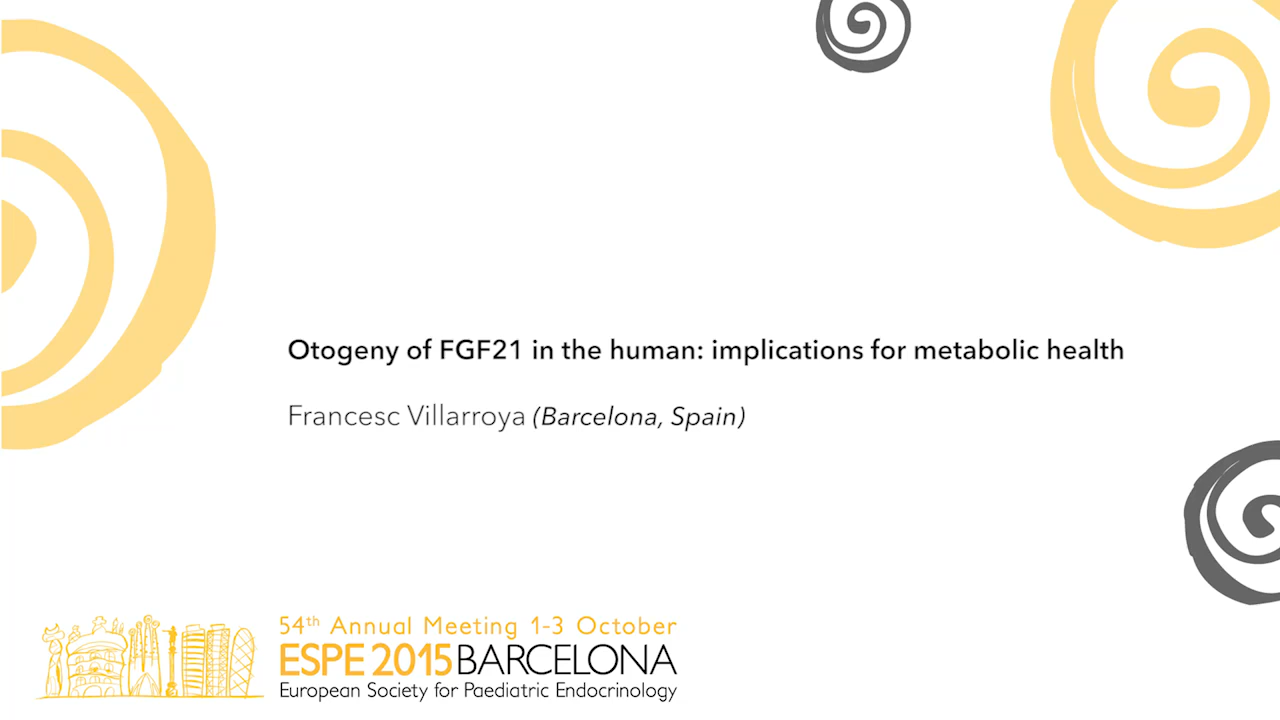 Otogeny of FGF21 in the human: implications for metabolic health
Francesc Villarroya (Barcelona, Spain)
54th Annual Meeting 1-3 October
ESPE 2015 BARCELONA
European Society for Paediatric Endocrinology